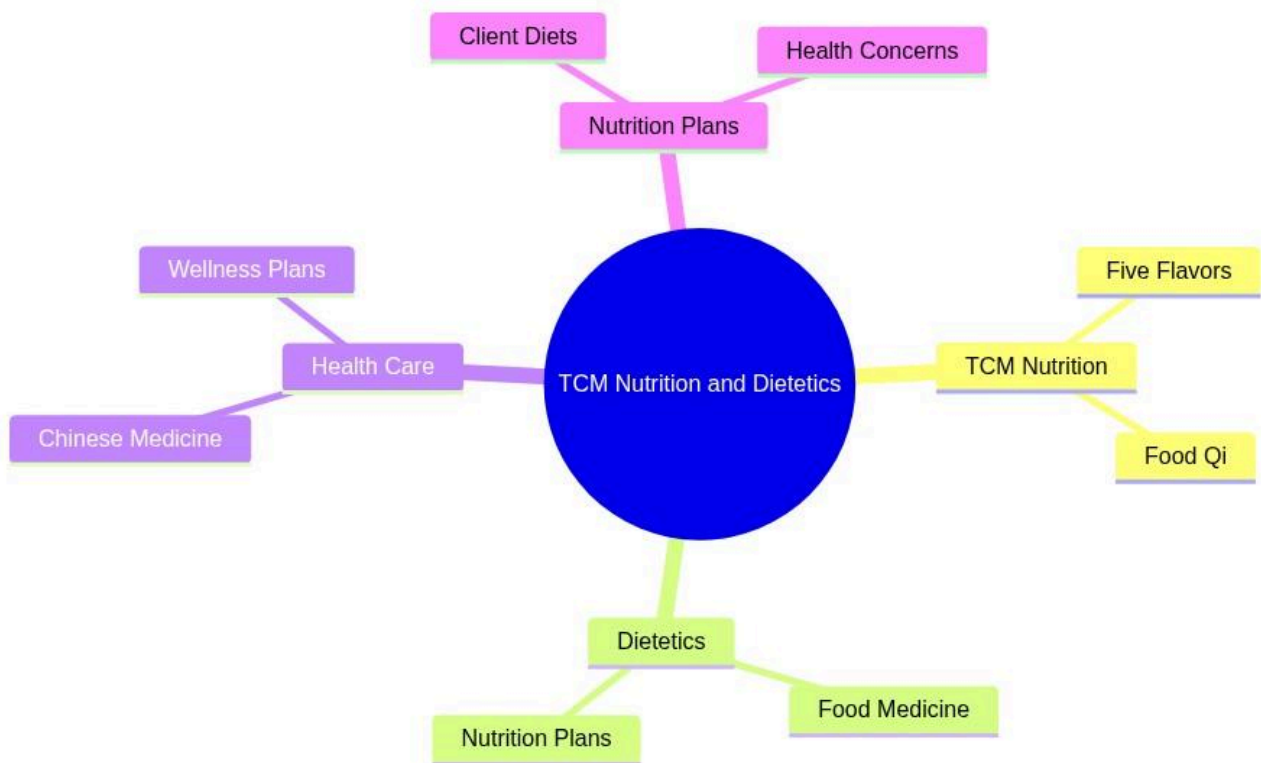 Client Diets
Health Concerns
Nutrition Plans
Wellness Plans
Five Flavors
Health Care
TCM Nutrition and Dietetics
TCM Nutrition
Chinese Medicine
Food Qi
Dietetics
Food Medicine
Nutrition Plans